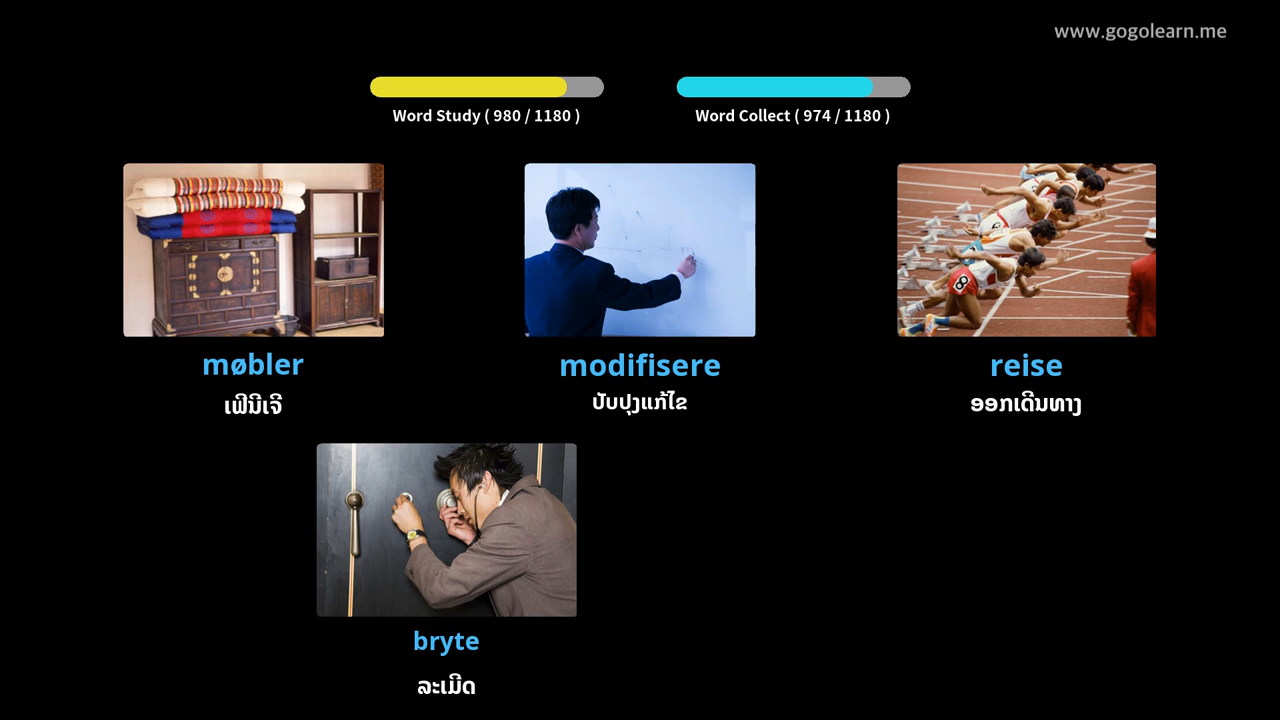 www.gogolearn.me
Word Study ( 980 / 1180 )
Word Collect ( 974 / 1180 )
møbler
ເຟີນີເຈີ
modifisere
ປັບປຸງແກ້ໄຂ
reise
ອອກເດີນທາງ
8
bryte
ລະເມີດ